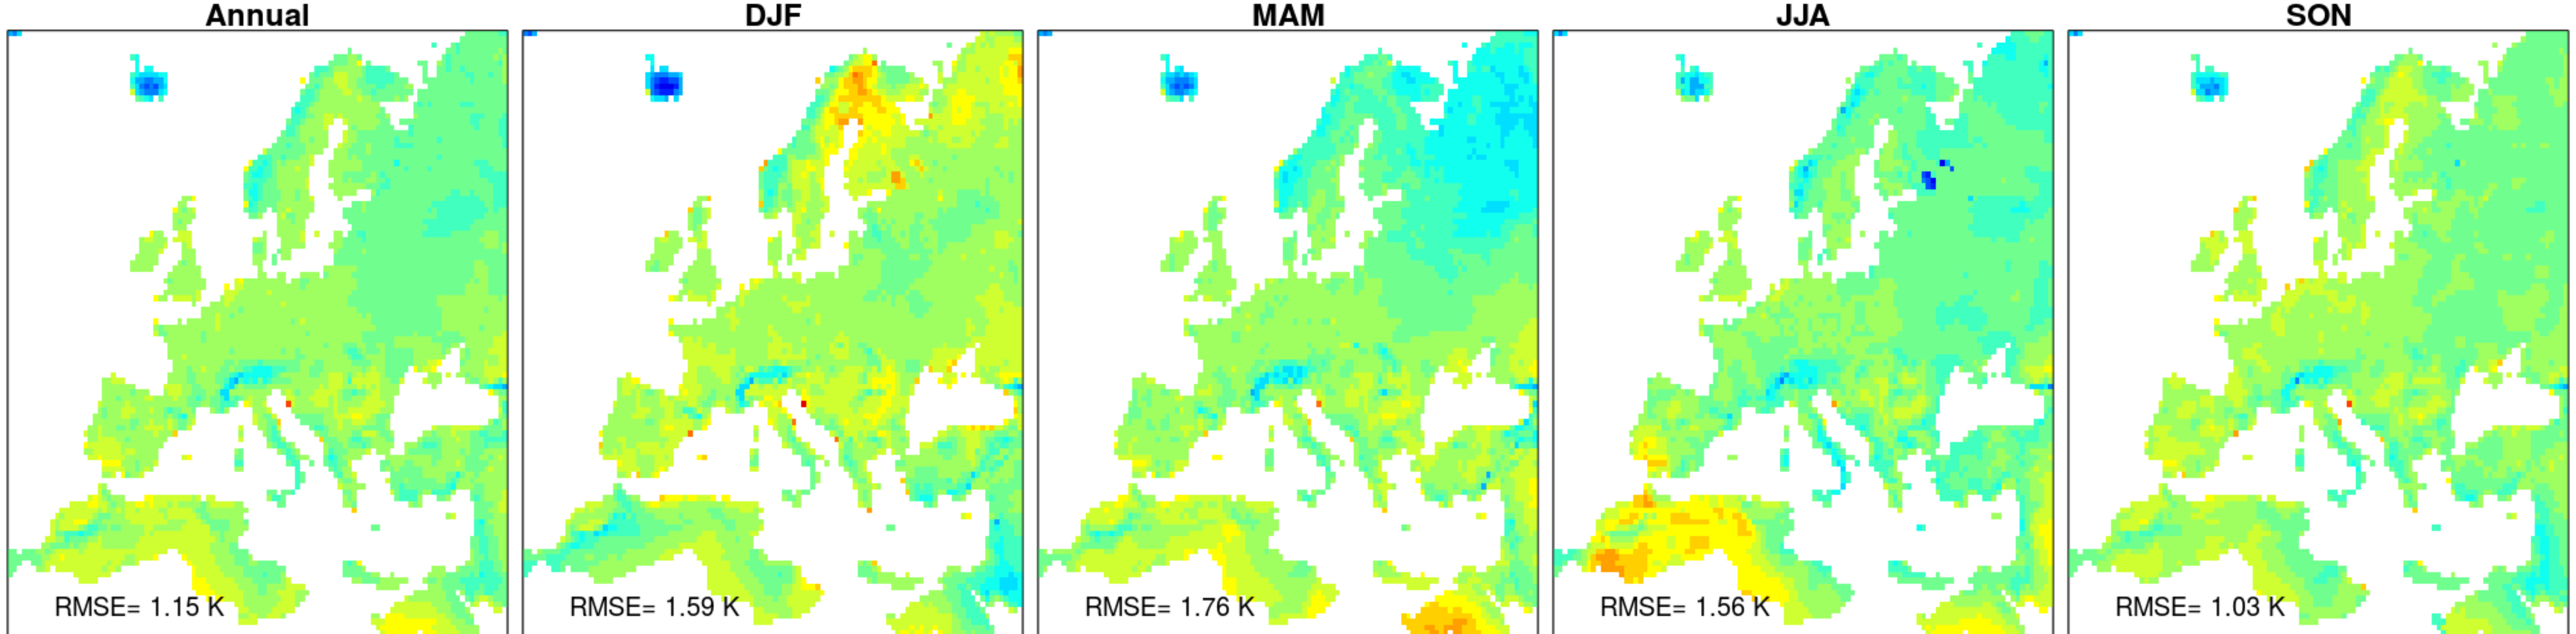 Annual DJF MAM JJA SON
RMSE= 1.15 K RMSE= 1.59 K RMSE= 1.76 K RMSE= 1.56 K RMSE= 1.03 K